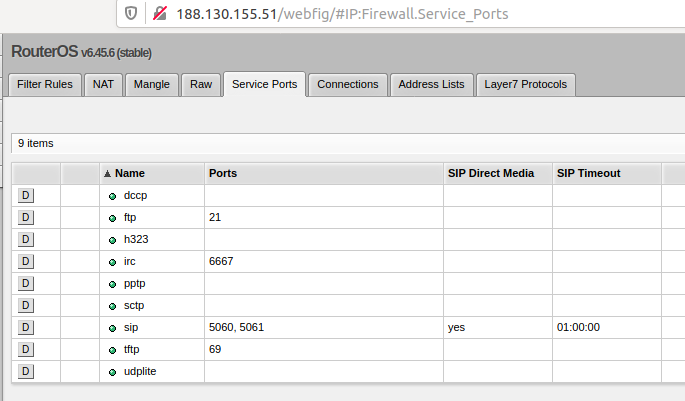 188.130.155.51/webfig/#IP:Firewall.Service_Ports
RouterOS v6.45.6 (stable)
Filter Rules NAT Mangle Raw Service Ports Connections Address Lists Layer7 Protocols
9 items
Name Ports SIP Direct Media SIP Timeout
D dccp
D ftp 21
D h323
D irc 6667
D pptp
D sctp
D sip 5060, 5061 yes 01:00:00
D tftp 69
D udplite